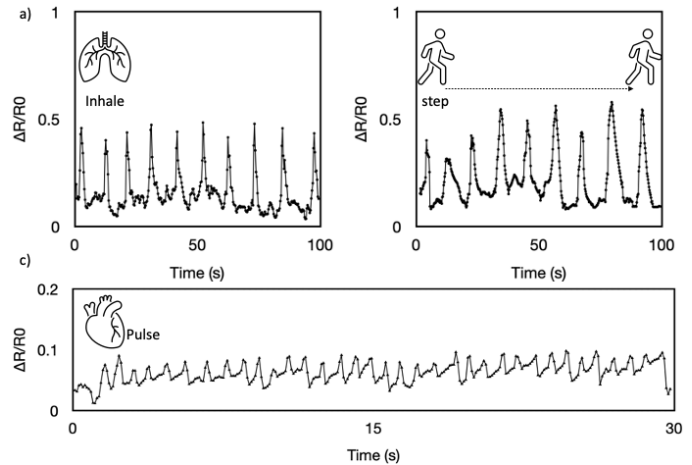 a)
1
0.5
0
ΔR/R0
Inhale
0
50
100
Time (s)
1
0.5
0
ΔR/R0
step
0
50
100
Time (s)
c)
0.2
0.1
0
ΔR/R0
Pulse
0
15
30
Time (s)